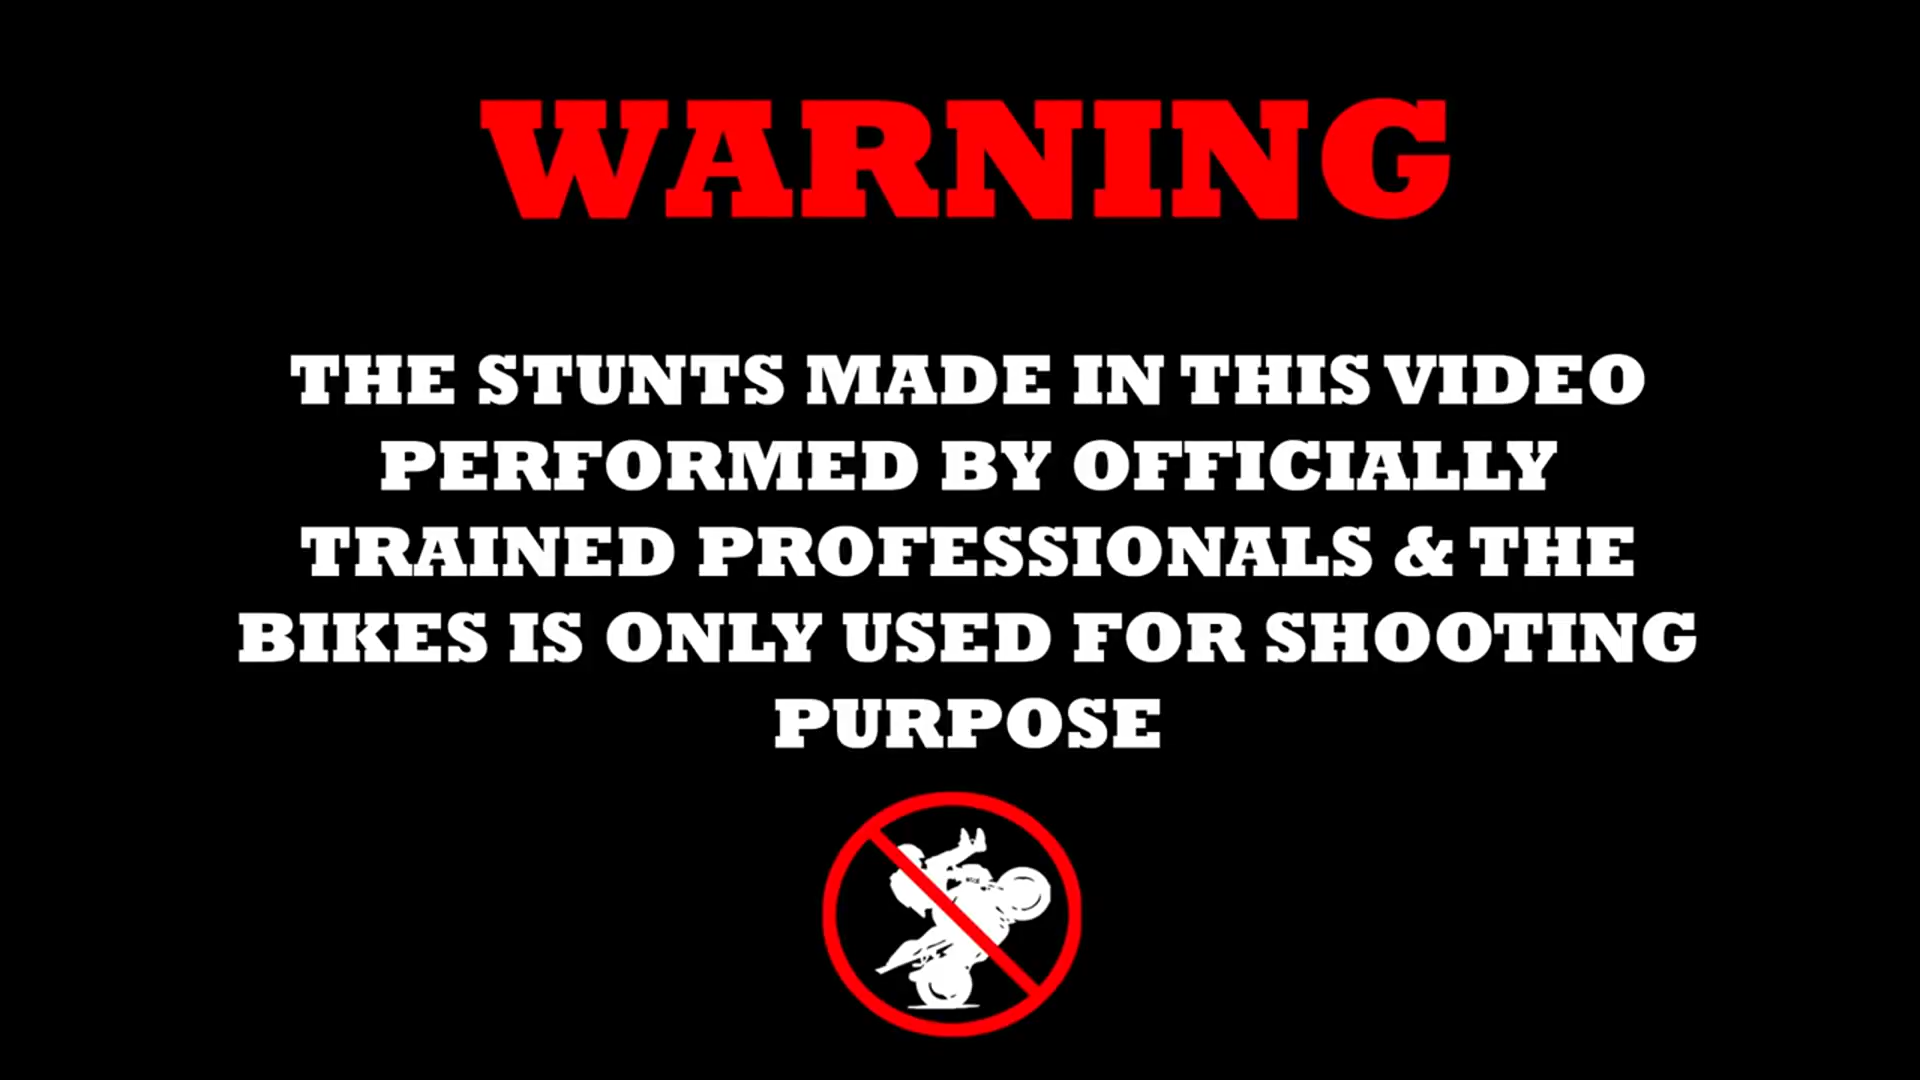 WARNING
THE STUNTS MADE IN THIS VIDEO
PERFORMED BY OFFICIALLY
TRAINED PROFESSIONALS & THE
BIKES IS ONLY USED FOR SHOOTING
PURPOSE